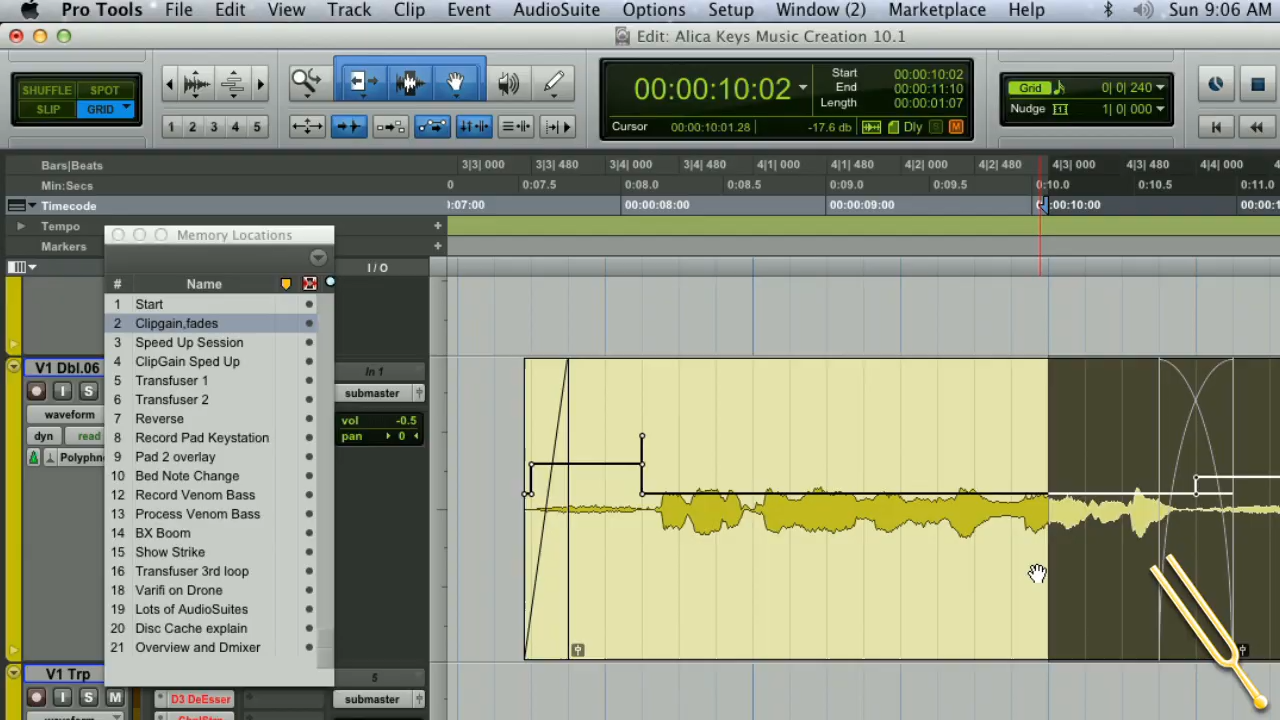 Pro Tools File Edit View Track Clip Event AudioSuite Options Setup Window (2) Marketplace Help Sun 9:06 AM
Edit: Alica Keys Music Creation 10.1
SHUFFLE SPOT
SLIP GRID
1 2 3 4 5
00:00:10:02
Start 00:00:10:02
End 00:00:11:10
Length 00:00:01:07
Cursor 00:00:10:01.28 -17.6 db Dly S M
Grid 0| 0| 240
Nudge 1| 0| 000
Bars|Beats 3|3| 000 3|3| 480 3|4| 000 3|4| 480 4|1| 000 4|1| 480 4|2| 000 4|2| 480 4|3| 000 4|3| 480 4|4| 000
Min:Secs 0 0:07.5 0:08.0 0:08.5 0:09.0 0:09.5 0:10.0 0:10.5 0:11.0
Timecode 0:07:00 00:00:08:00 00:00:09:00 00:00:10:00 00:00:1
Tempo
Markers
Memory Locations
I / O
# Name
1 Start
2 Clipgain,fades
3 Speed Up Session
4 ClipGain Sped Up
5 Transfuser 1
6 Transfuser 2
7 Reverse
8 Record Pad Keystation
9 Pad 2 overlay
10 Bed Note Change
12 Record Venom Bass
13 Process Venom Bass
14 BX Boom
15 Show Strike
16 Transfuser 3rd loop
18 Varifi on Drone
19 Lots of AudioSuites
20 Disc Cache explain
21 Overview and Dmixer
V1 Dbl.06
I S
waveform
dyn read
Polyphnc
In 1
submaster
vol -0.5
pan 0
V1 Trp
I S M
D3 DeEsser
5
submaster